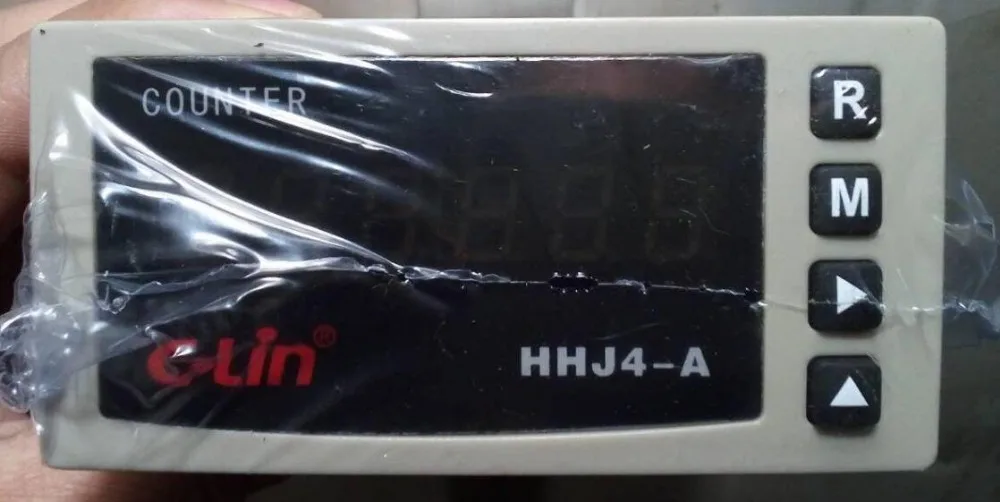 COUNTER
R
M
C-Lin®
HHJ4-A